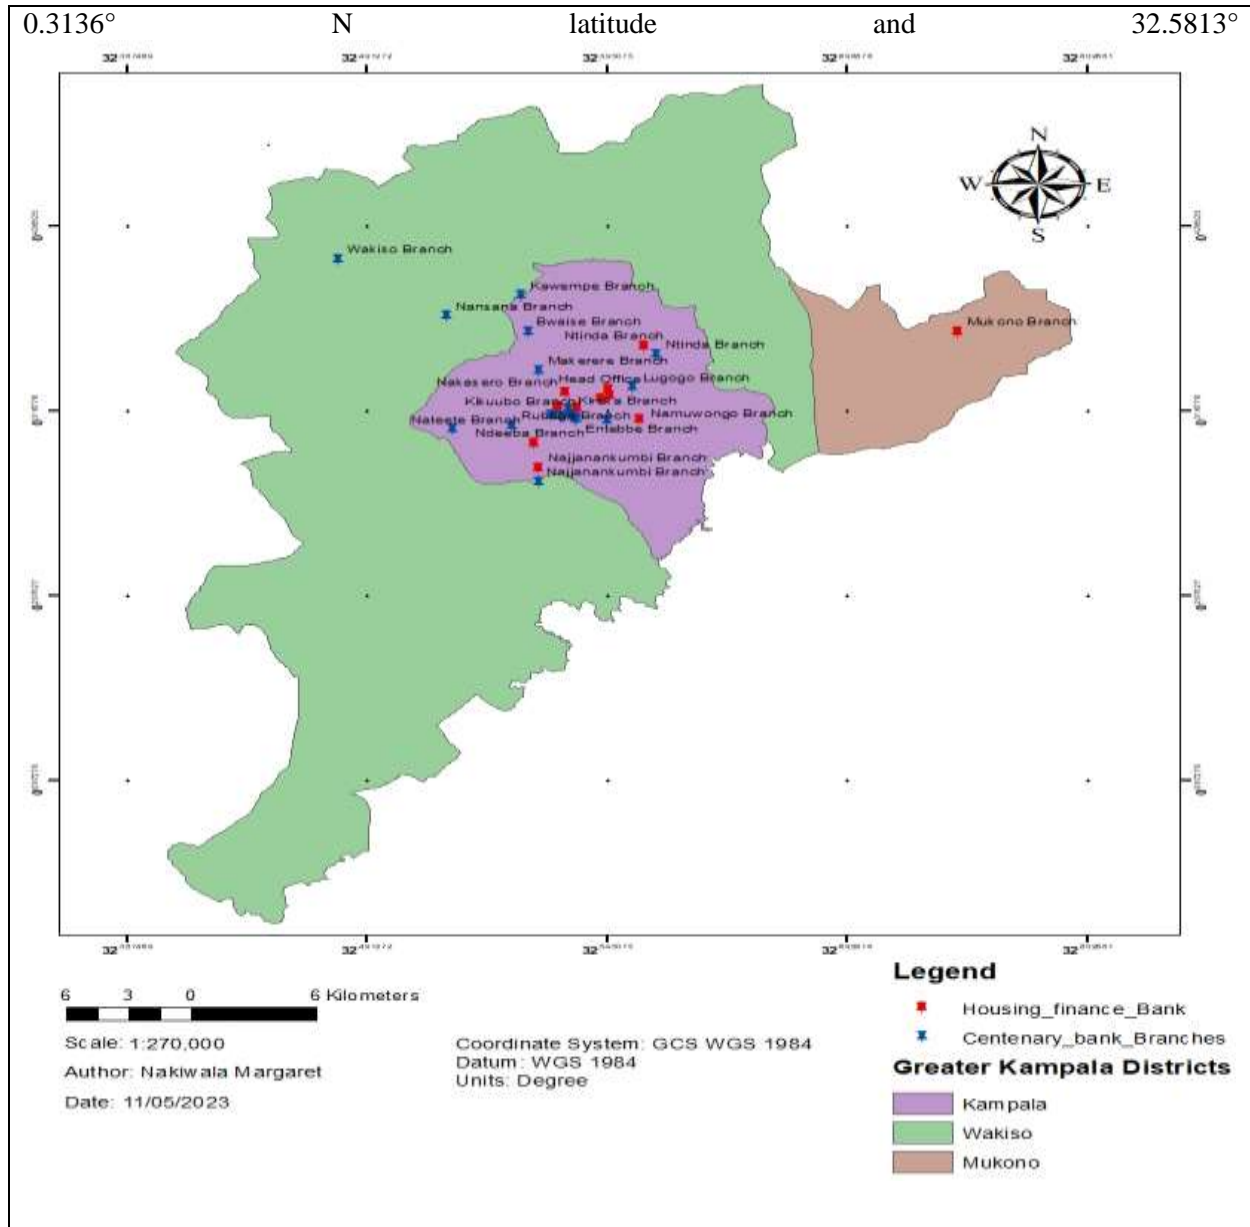 0.3136° N latitude and 32.5813°
N
W E
S
Wakiso Branch
Kawempe Branch
Nansana Branch
Bwaise Branch
Ntinda Branch
Ntinda Branch
Mukono Branch
Makerere Branch
Nakasero Branch Head Office Lugogo Branch
Kikuubo Branch Branch
Nateete Branch Branch Namuwongo Branch
Entebbe Branch
Ndeeba Branch
Najjanankumbi Branch
Najjanankumbi Branch
6 3 0 6 Kilometers
Scale: 1:270,000
Author: Nakiwala Margaret
Date: 11/05/2023
Coordinate System: GCS WGS 1984
Datum: WGS 1984
Units: Degree
Legend
Housing_finance_Bank
Centenary_bank_Branches
Greater Kampala Districts
Kampala
Wakiso
Mukono